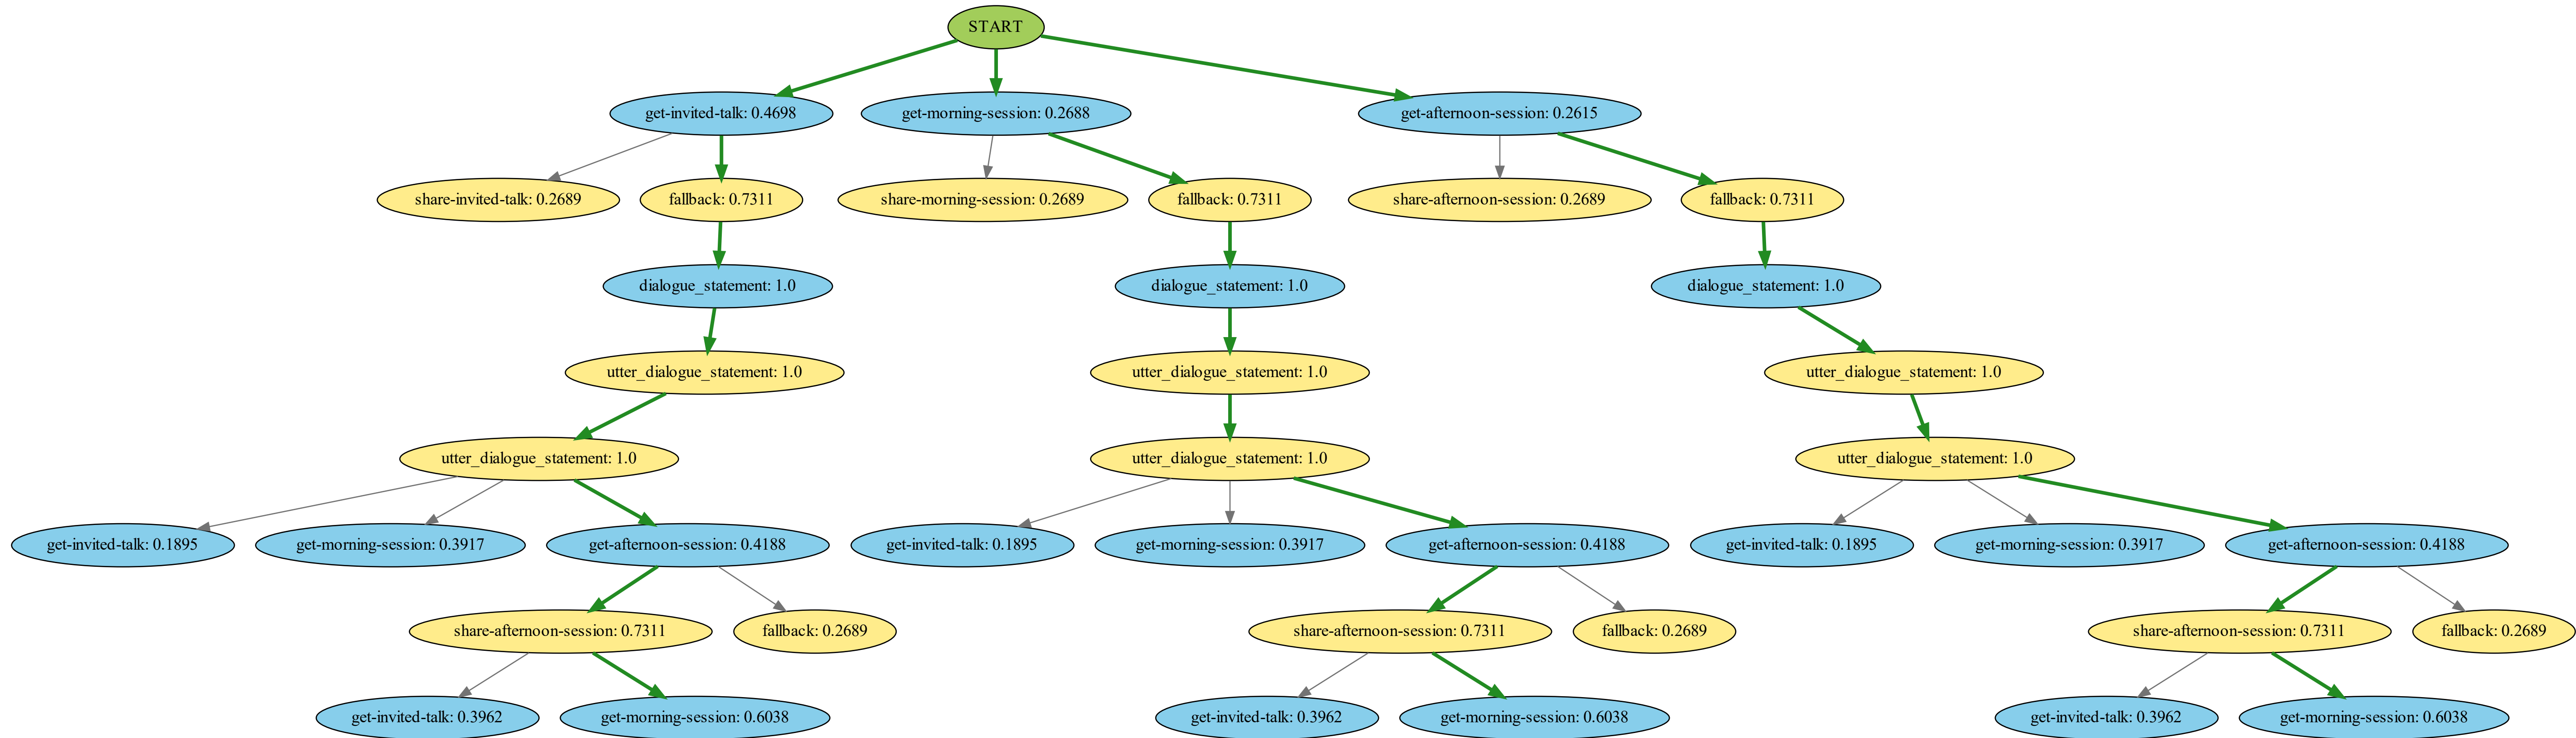 START
get-invited-talk: 0.4698
get-morning-session: 0.2688
get-afternoon-session: 0.2615
share-invited-talk: 0.2689
fallback: 0.7311
share-morning-session: 0.2689
fallback: 0.7311
share-afternoon-session: 0.2689
fallback: 0.7311
dialogue_statement: 1.0
dialogue_statement: 1.0
dialogue_statement: 1.0
utter_dialogue_statement: 1.0
utter_dialogue_statement: 1.0
utter_dialogue_statement: 1.0
utter_dialogue_statement: 1.0
utter_dialogue_statement: 1.0
utter_dialogue_statement: 1.0
get-invited-talk: 0.1895
get-morning-session: 0.3917
get-afternoon-session: 0.4188
get-invited-talk: 0.1895
get-morning-session: 0.3917
get-afternoon-session: 0.4188
get-invited-talk: 0.1895
get-morning-session: 0.3917
get-afternoon-session: 0.4188
share-afternoon-session: 0.7311
fallback: 0.2689
share-afternoon-session: 0.7311
fallback: 0.2689
share-afternoon-session: 0.7311
fallback: 0.2689
get-invited-talk: 0.3962
get-morning-session: 0.6038
get-invited-talk: 0.3962
get-morning-session: 0.6038
get-invited-talk: 0.3962
get-morning-session: 0.6038